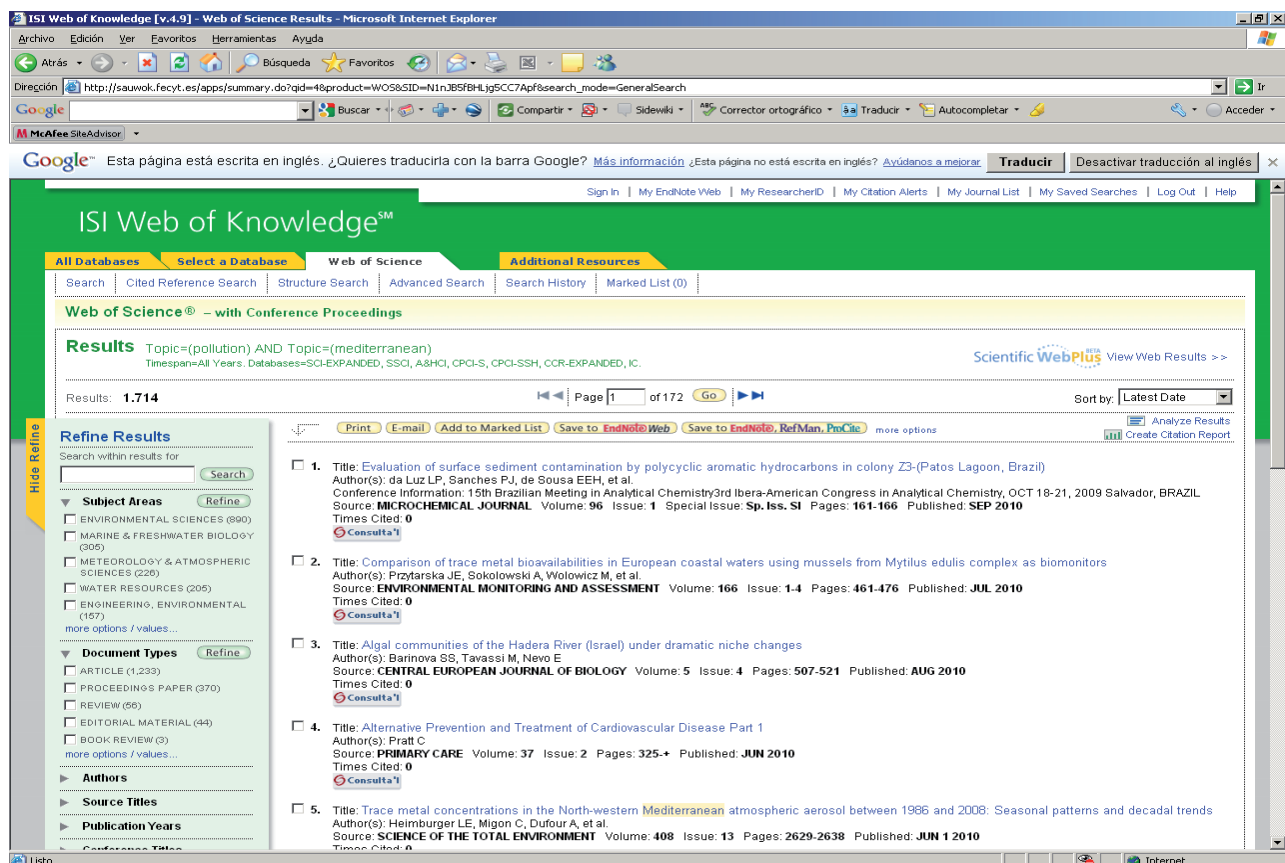 ISI Web of Knowledge [v.4.9] - Web of Science Results - Microsoft Internet Explorer
Archivo Edición Ver Favoritos Herramientas Ayuda
Atrás Búsqueda Favoritos
Dirección http://sauwok.fecyt.es/apps/summary.do?qid=4&product=WOS&SID=N1nJB5fBHLjg5CC7Apf&search_mode=GeneralSearch Ir
Google Buscar Compartir Sidewiki Corrector ortográfico Traducir Autocompletar Acceder
McAfee SiteAdvisor
Google™ Esta página está escrita en inglés. ¿Quieres traducirla con la barra Google? Más información ¿Esta página no está escrita en inglés? Ayúdanos a mejorar Traducir Desactivar traducción al inglés
Sign In | My EndNote Web | My ResearcherID | My Citation Alerts | My Journal List | My Saved Searches | Log Out | Help
ISI Web of Knowledge℠
All Databases Select a Database Web of Science Additional Resources
Search Cited Reference Search Structure Search Advanced Search Search History Marked List (0)
Web of Science® – with Conference Proceedings
Results Topic=(pollution) AND Topic=(mediterranean)
Timespan=All Years. Databases=SCI-EXPANDED, SSCI, A&HCI, CPCI-S, CPCI-SSH, CCR-EXPANDED, IC.
Scientific WebPlus BETA View Web Results >>
Results: 1.714 Page 1 of 172 Go Sort by: Latest Date
Hide Refine
Refine Results
Search within results for
Search
Subject Areas Refine
ENVIRONMENTAL SCIENCES (890)
MARINE & FRESHWATER BIOLOGY
(305)
METEOROLOGY & ATMOSPHERIC
SCIENCES (226)
WATER RESOURCES (205)
ENGINEERING, ENVIRONMENTAL
(157)
more options / values...
Document Types Refine
ARTICLE (1,233)
PROCEEDINGS PAPER (370)
REVIEW (56)
EDITORIAL MATERIAL (44)
BOOK REVIEW (3)
more options / values...
Authors
Source Titles
Publication Years
Conference Titles
Print E-mail Add to Marked List Save to EndNote Web Save to EndNote, RefMan, ProCite more options
Analyze Results
Create Citation Report
1. Title: Evaluation of surface sediment contamination by polycyclic aromatic hydrocarbons in colony Z3-(Patos Lagoon, Brazil)
Author(s): da Luz LP, Sanches PJ, de Sousa EEH, et al.
Conference Information: 15th Brazilian Meeting in Analytical Chemistry3rd Ibera-American Congress in Analytical Chemistry, OCT 18-21, 2009 Salvador, BRAZIL
Source: MICROCHEMICAL JOURNAL Volume: 96 Issue: 1 Special Issue: Sp. Iss. SI Pages: 161-166 Published: SEP 2010
Times Cited: 0
Consulta'l
2. Title: Comparison of trace metal bioavailabilities in European coastal waters using mussels from Mytilus edulis complex as biomonitors
Author(s): Przytarska JE, Sokolowski A, Wolowicz M, et al.
Source: ENVIRONMENTAL MONITORING AND ASSESSMENT Volume: 166 Issue: 1-4 Pages: 461-476 Published: JUL 2010
Times Cited: 0
Consulta'l
3. Title: Algal communities of the Hadera River (Israel) under dramatic niche changes
Author(s): Barinova SS, Tavassi M, Nevo E
Source: CENTRAL EUROPEAN JOURNAL OF BIOLOGY Volume: 5 Issue: 4 Pages: 507-521 Published: AUG 2010
Times Cited: 0
Consulta'l
4. Title: Alternative Prevention and Treatment of Cardiovascular Disease Part 1
Author(s): Pratt C
Source: PRIMARY CARE Volume: 37 Issue: 2 Pages: 325-+ Published: JUN 2010
Times Cited: 0
Consulta'l
5. Title: Trace metal concentrations in the North-western Mediterranean atmospheric aerosol between 1986 and 2008: Seasonal patterns and decadal trends
Author(s): Heimburger LE, Migon C, Dufour A, et al.
Source: SCIENCE OF THE TOTAL ENVIRONMENT Volume: 408 Issue: 13 Pages: 2629-2638 Published: JUN 1 2010
Times Cited: 0
Listo Internet